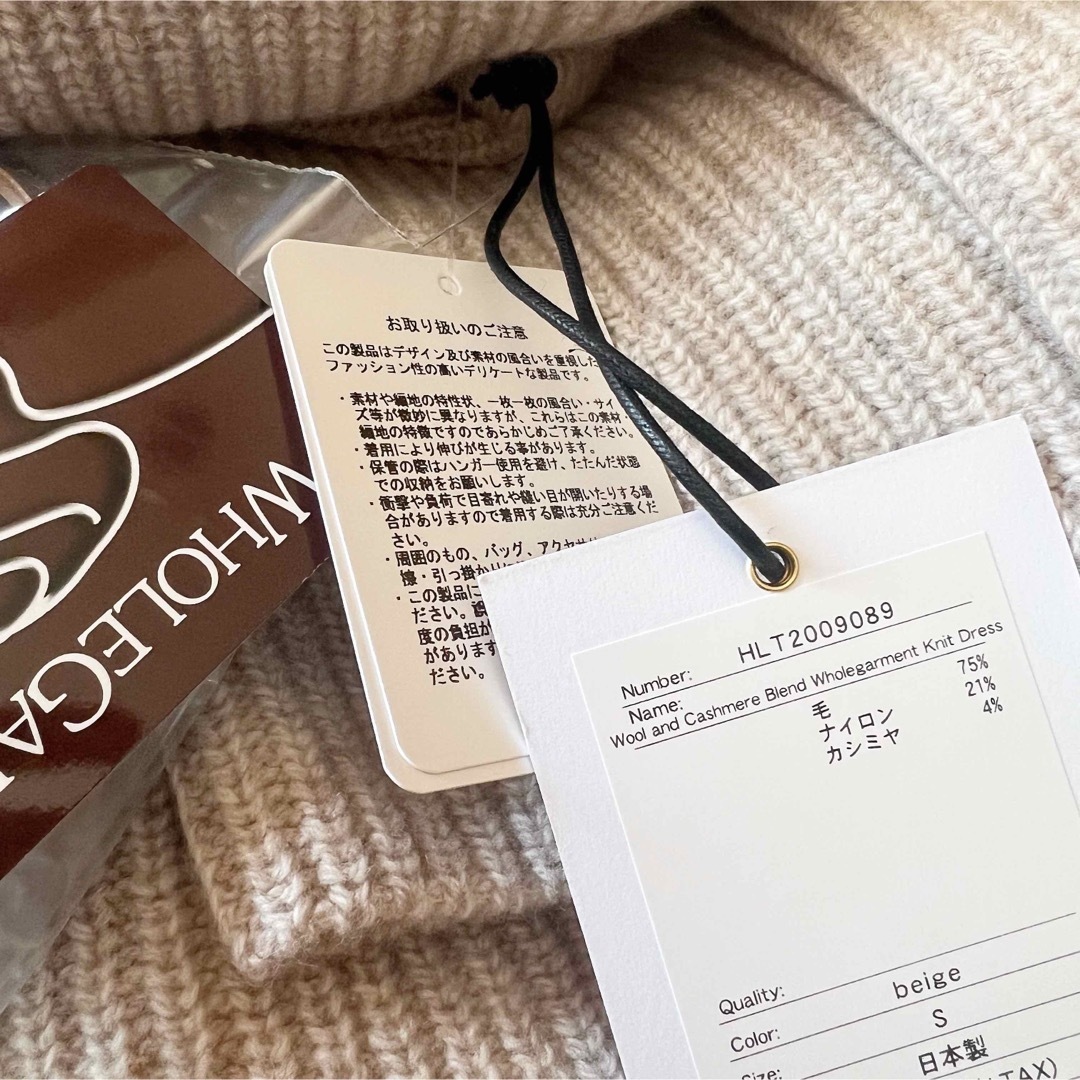 WHOLEGA
お取り扱いのご注意
この製品はデザイン及び素材の風合いを重視した
ファッション性の高いデリケートな製品です。
・素材や編地の特性状、一枚一枚の風合い・サイ
ズ等が微妙に異なりますが、これらはこの素材・
編地の特徴ですのであらかじめご了承ください。
・着用により伸びが生じる事があります。
・保管の際はハンガー使用を避け、たたんだ状態
での収納をお願いします。
・衝撃や負荷で目寄れや縫い目が開いたりする場
合がありますので着用する際は充分ご注意くだ
さい。
・周囲のもの、バッグ、アクセサリ
擦・引っ掛かり
・この製品に
ださい。誤
度の負担が
があります
ださい。
Number: HLT2009089
Name:
Wool and Cashmere Blend Wholegarment Knit Dress
毛 75%
ナイロン 21%
カシミヤ 4%
Quality:
beige
Color:
S
Size:
日本製
TAX)